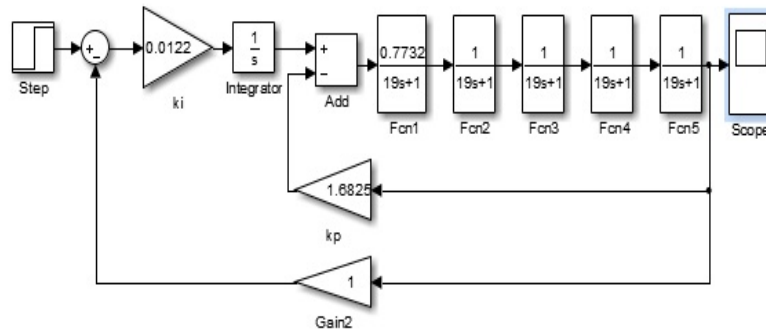 Step
+
−
0.0122
ki
1
s
Integrator
+
−
Add
0.7732
19s+1
Fcn1
1
19s+1
Fcn2
1
19s+1
Fcn3
1
19s+1
Fcn4
1
19s+1
Fcn5
Scope
1.6825
kp
1
Gain2